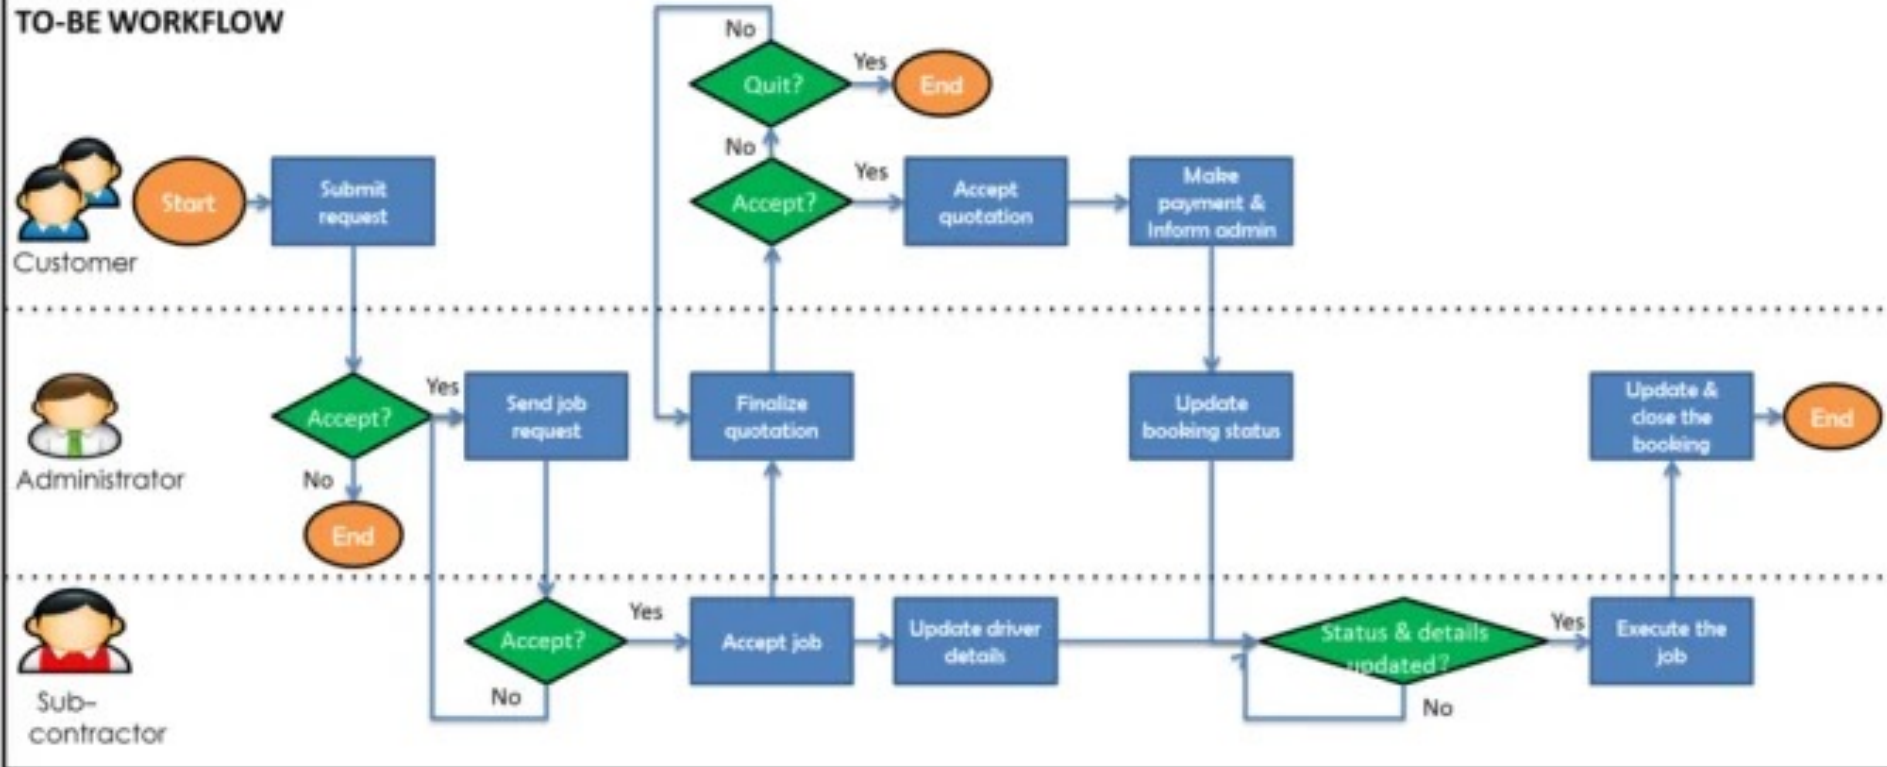 TO-BE WORKFLOW
No
Quit?
Yes
End
No
Customer
Start
Submit
request
Accept?
Yes
Accept
quotation
Make
payment &
Inform admin
Administrator
Accept?
Yes
Send job
request
Finalize
quotation
Update
booking status
Update &
close the
booking
End
No
End
Sub-
contractor
Accept?
Yes
No
Accept job
Update driver
details
Status & details
updated?
Yes
No
Execute the
job